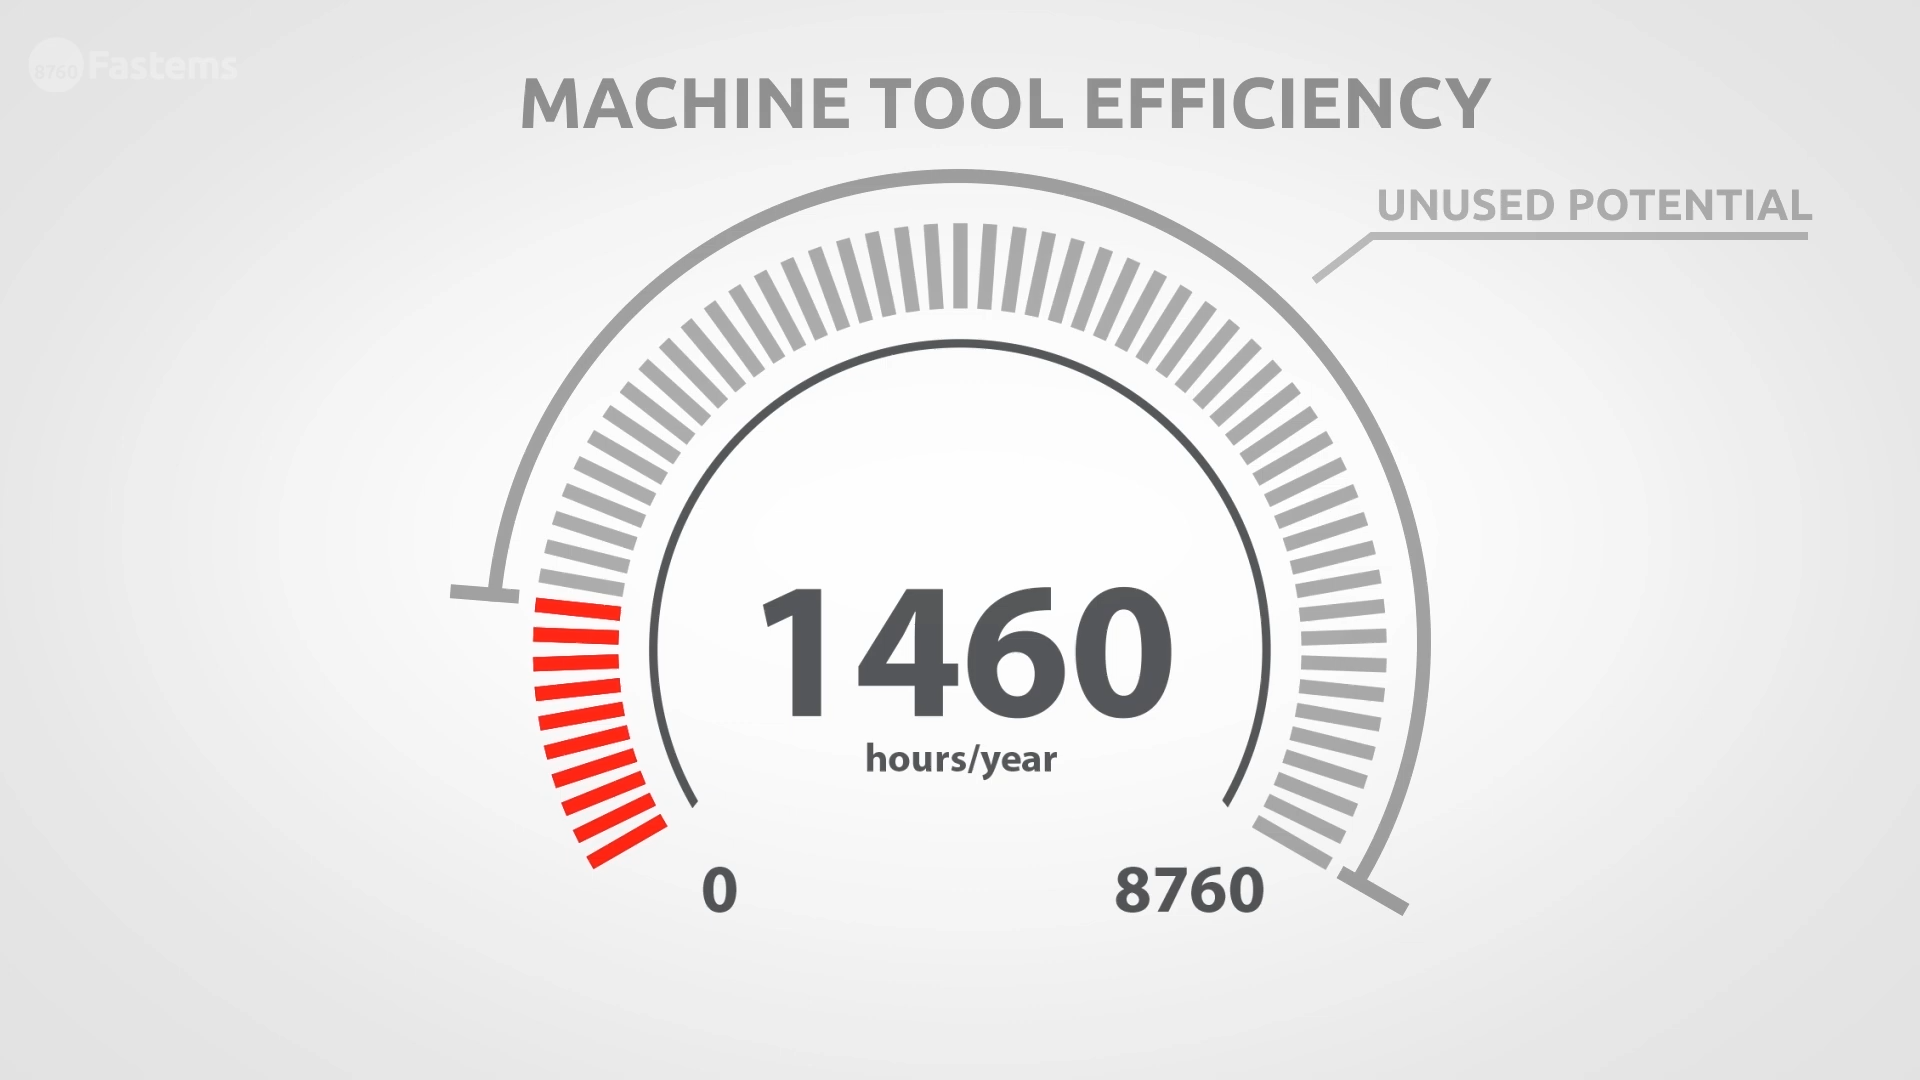 8760 Fastems
MACHINE TOOL EFFICIENCY
UNUSED POTENTIAL
1460
hours/year
0
8760